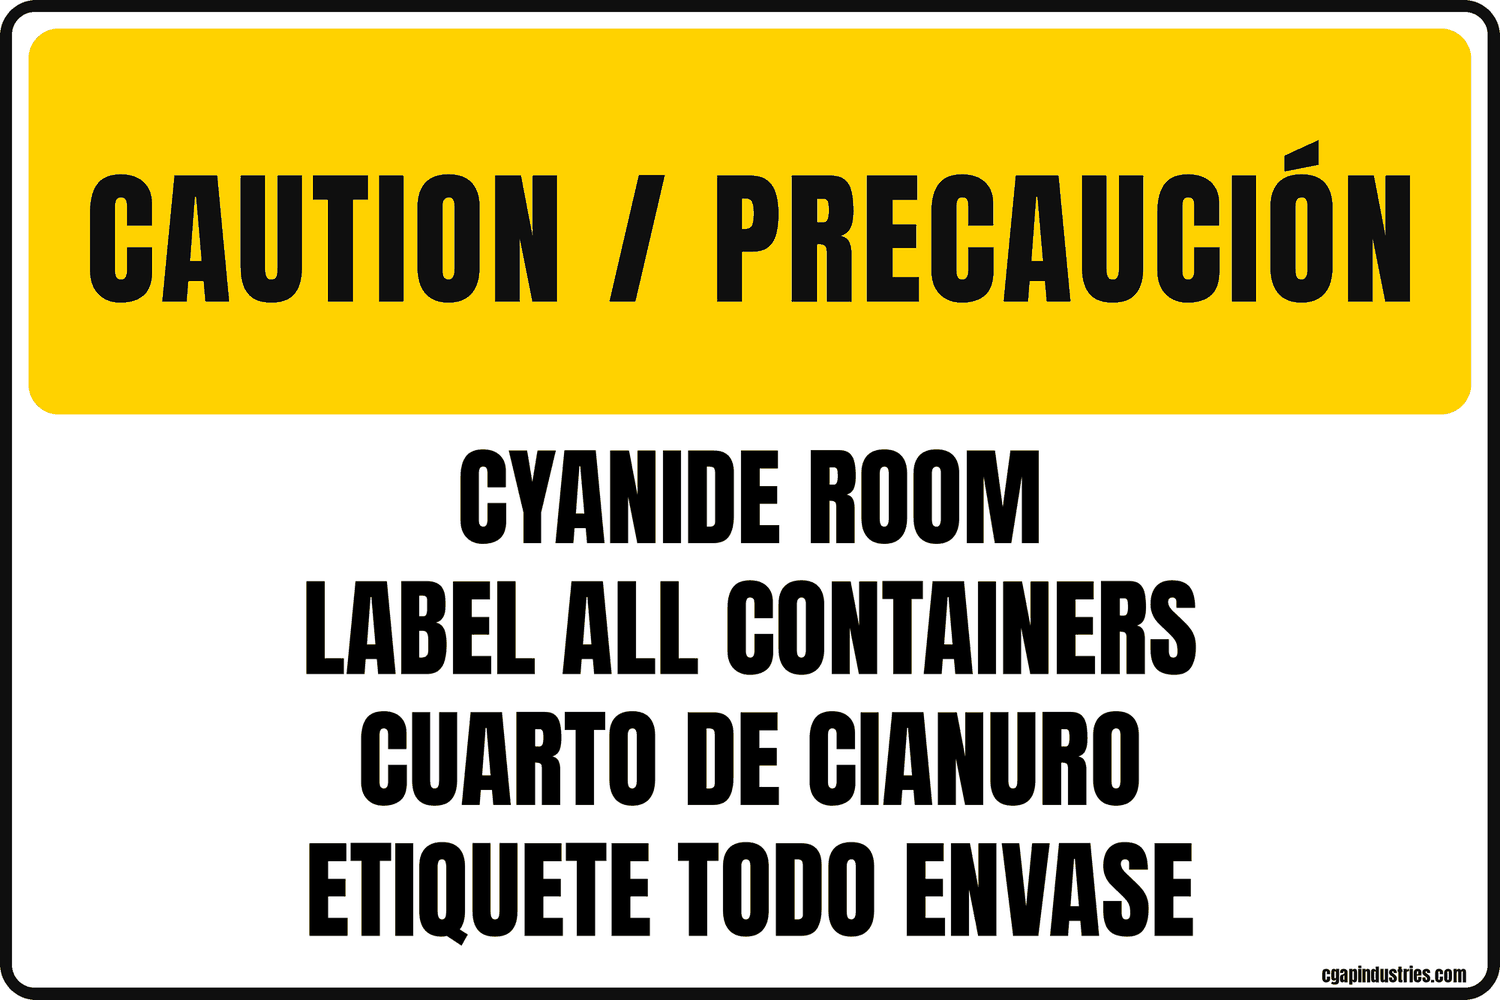 CAUTION / PRECAUCIÓN
CYANIDE ROOM
LABEL ALL CONTAINERS
CUARTO DE CIANURO
ETIQUETE TODO ENVASE
cgapindustries.com